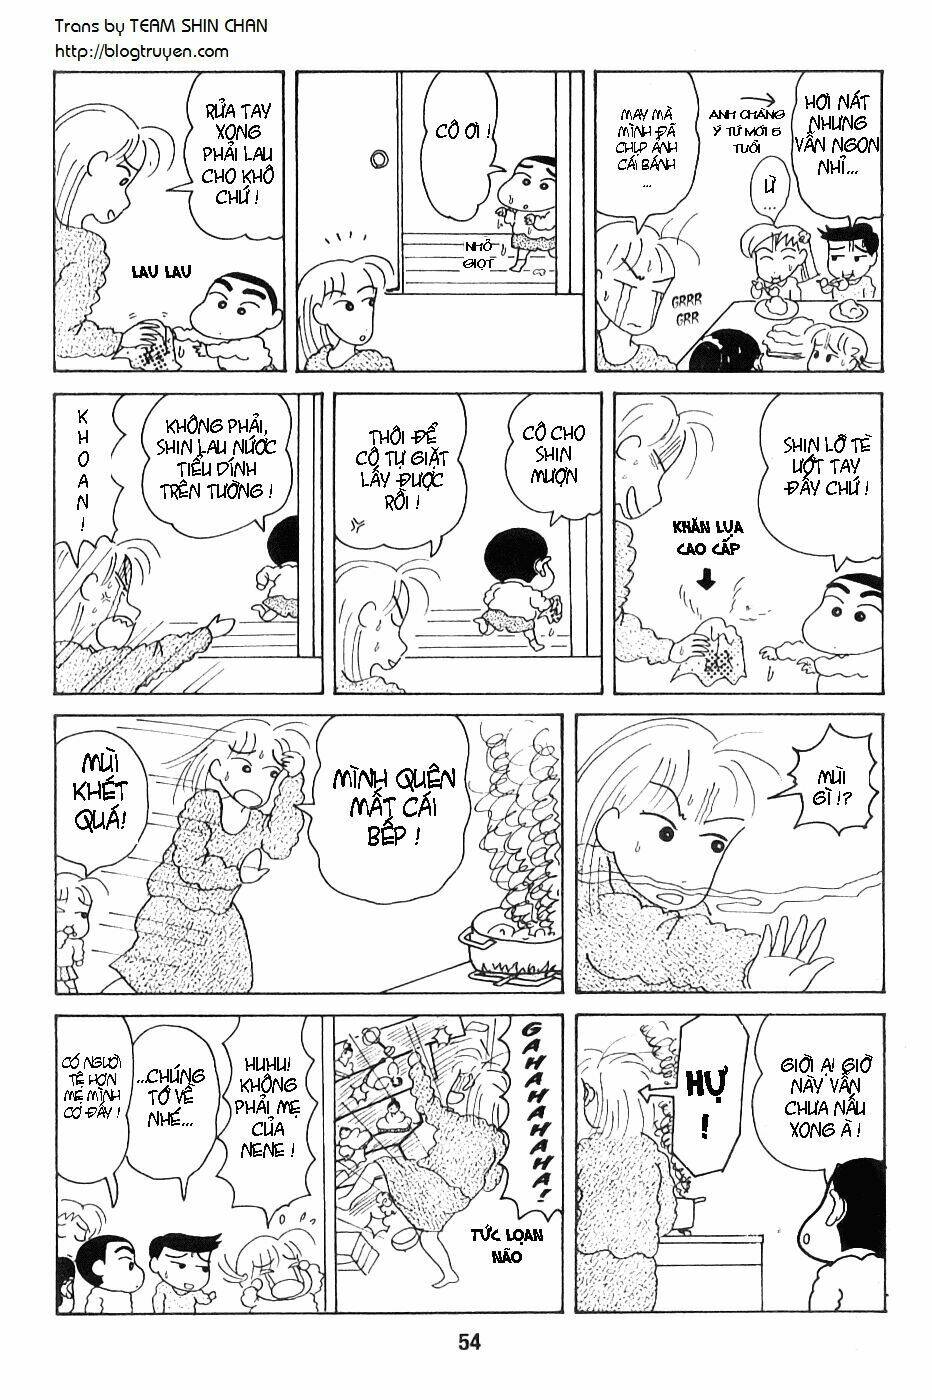 Trans by TEAM SHIN CHAN
http://blogtruyen.com
HƠI NÁT
NHƯNG
VẪN NGON
NHỈ...
ANH CHÀNG
Ý TỨ MỚI 5
TUỔI
Ừ
...
MAY MÀ
MÌNH ĐÃ
CHỤP ẢNH
CÁI BÁNH
...
GRRR
GRR
CÔ ƠI !
NHỎ
GIỌT
RỬA TAY
XONG
PHẢI LAU
CHO KHÔ
CHỨ !
LAU LAU
SHIN LỠ TÈ
ƯỚT TAY
ĐẤY CHỨ !
KHĂN LỤA
CAO CẤP
CÔ CHO
SHIN
MƯỢN
THÔI ĐỂ
CÔ TỰ GIẶT
LẤY ĐƯỢC
RỒI !
KHÔNG PHẢI,
SHIN LAU NƯỚC
TIỂU DÍNH
TRÊN TƯỜNG !
KHOAN!
MÙI
GÌ !?
MÌNH QUÊN
MẤT CÁI
BẾP !
MÙI
KHÉT
QUÁ!
GIỜI Ạ! GIỜ
NÀY VẪN
CHƯA NẤU
XONG À !
HỰ
!
GAHAHAHAHA!
TỨC LOẠN
NÃO
HUHU!
KHÔNG
PHẢI MẸ
CỦA
NENE !
...CHÚNG
TỚ VỀ
NHÉ...
CÓ NGƯỜI
TỆ HƠN
MẸ MÌNH
CƠ ĐẤY !
54